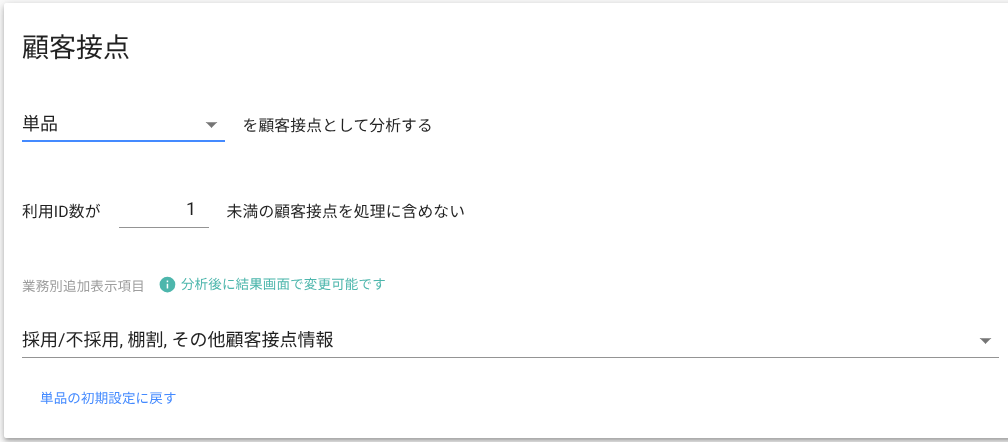 顧客接点
単品 を顧客接点として分析する
利用ID数が 1 未満の顧客接点を処理に含めない
業務別追加表示項目 分析後に結果画面で変更可能です
採用/不採用, 棚割, その他顧客接点情報
単品の初期設定に戻す